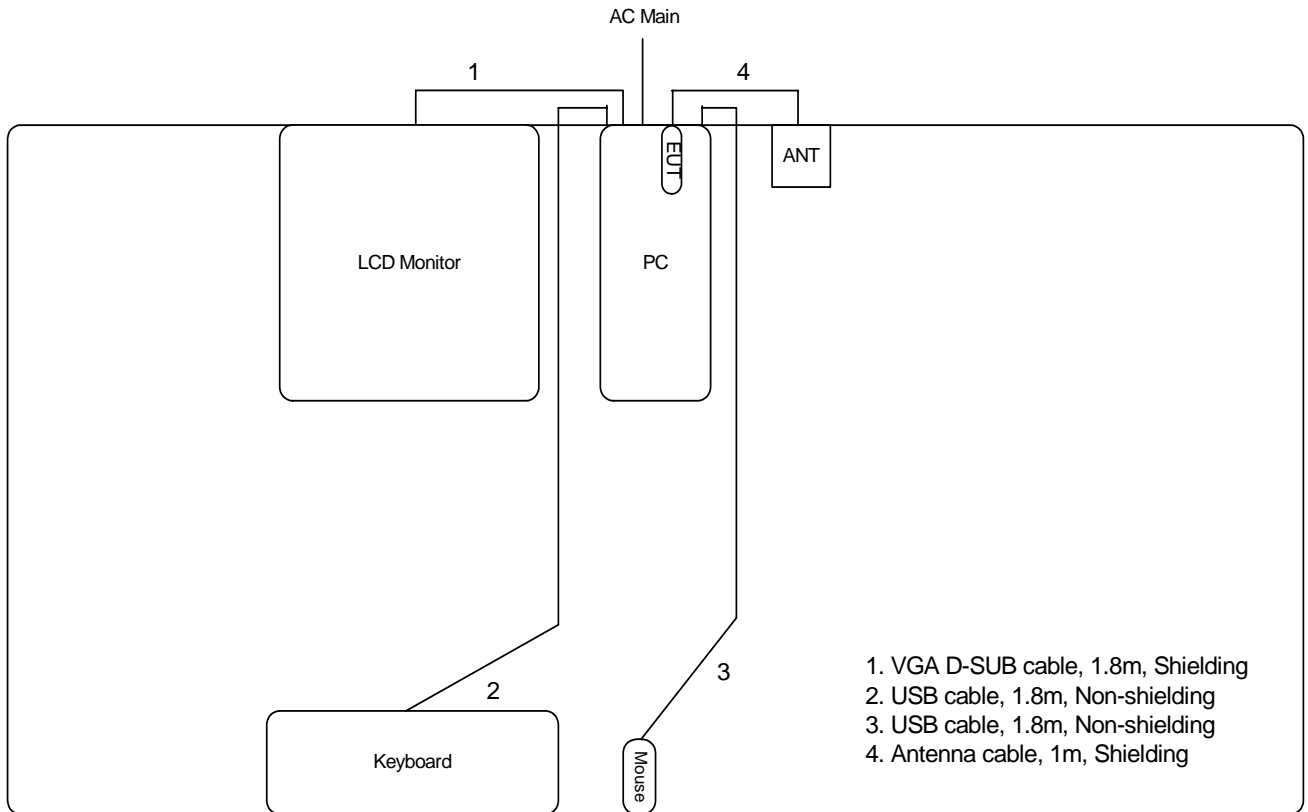 AC Main
1
4
EUT
ANT
LCD Monitor
PC
2
3
Keyboard
Mouse
1. VGA D-SUB cable, 1.8m, Shielding
2. USB cable, 1.8m, Non-shielding
3. USB cable, 1.8m, Non-shielding
4. Antenna cable, 1m, Shielding